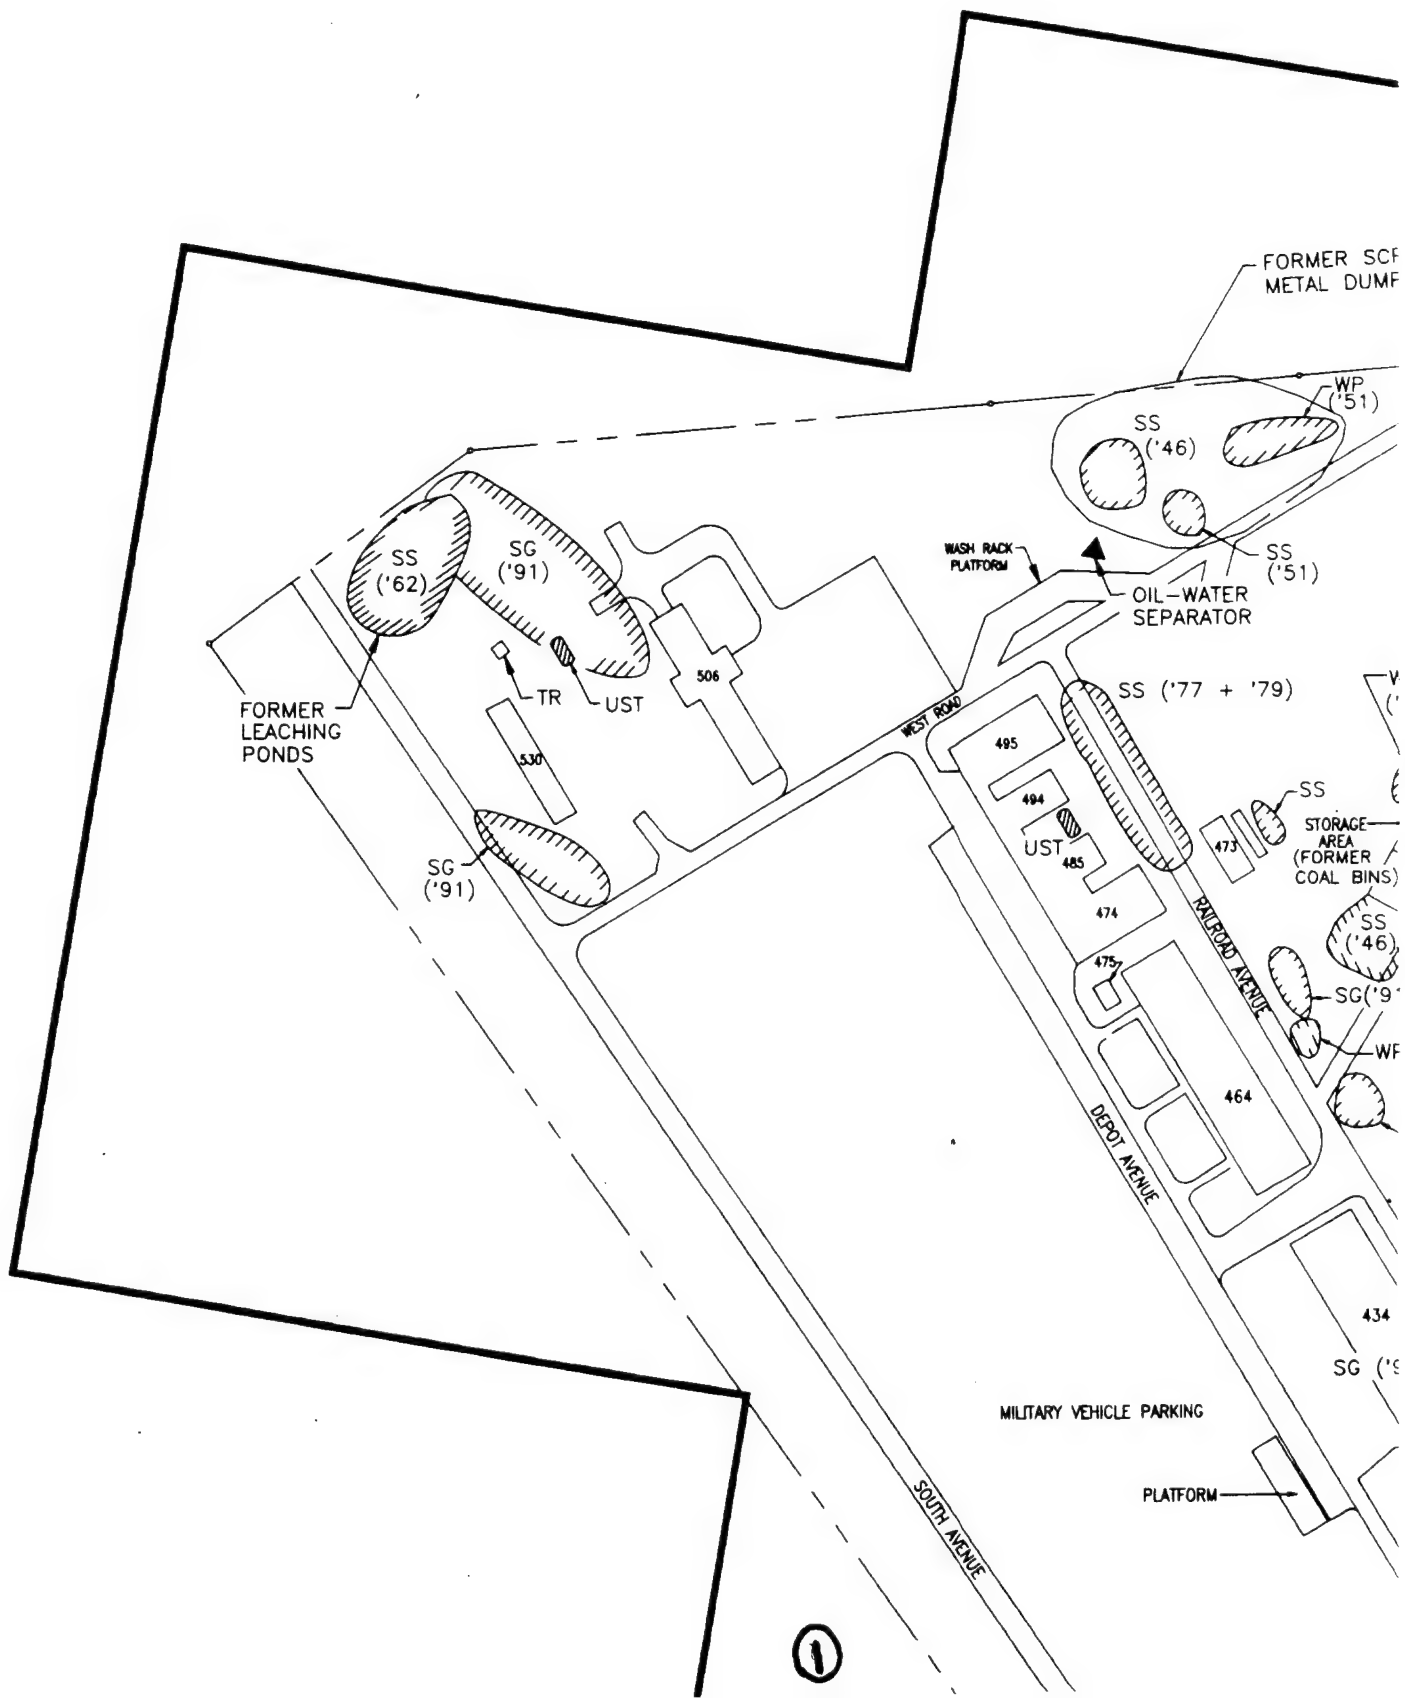 FORMER SCF
METAL DUMF
WP
('51)
SS
('46)
SS
('51)
WASH RACK
PLATFORM
OIL-WATER
SEPARATOR
SS
('62)
SG
('91)
506
TR
UST
FORMER
LEACHING
PONDS
530
WEST ROAD
SS ('77 + '79)
495
494
UST
485
473
SS
STORAGE
AREA
(FORMER
COAL BINS)
SG
('91)
474
475
RAILROAD AVENUE
SS
('46)
SG('9
464
DEPOT AVENUE
434
SG ('9
MILITARY VEHICLE PARKING
PLATFORM
SOUTH AVENUE
1